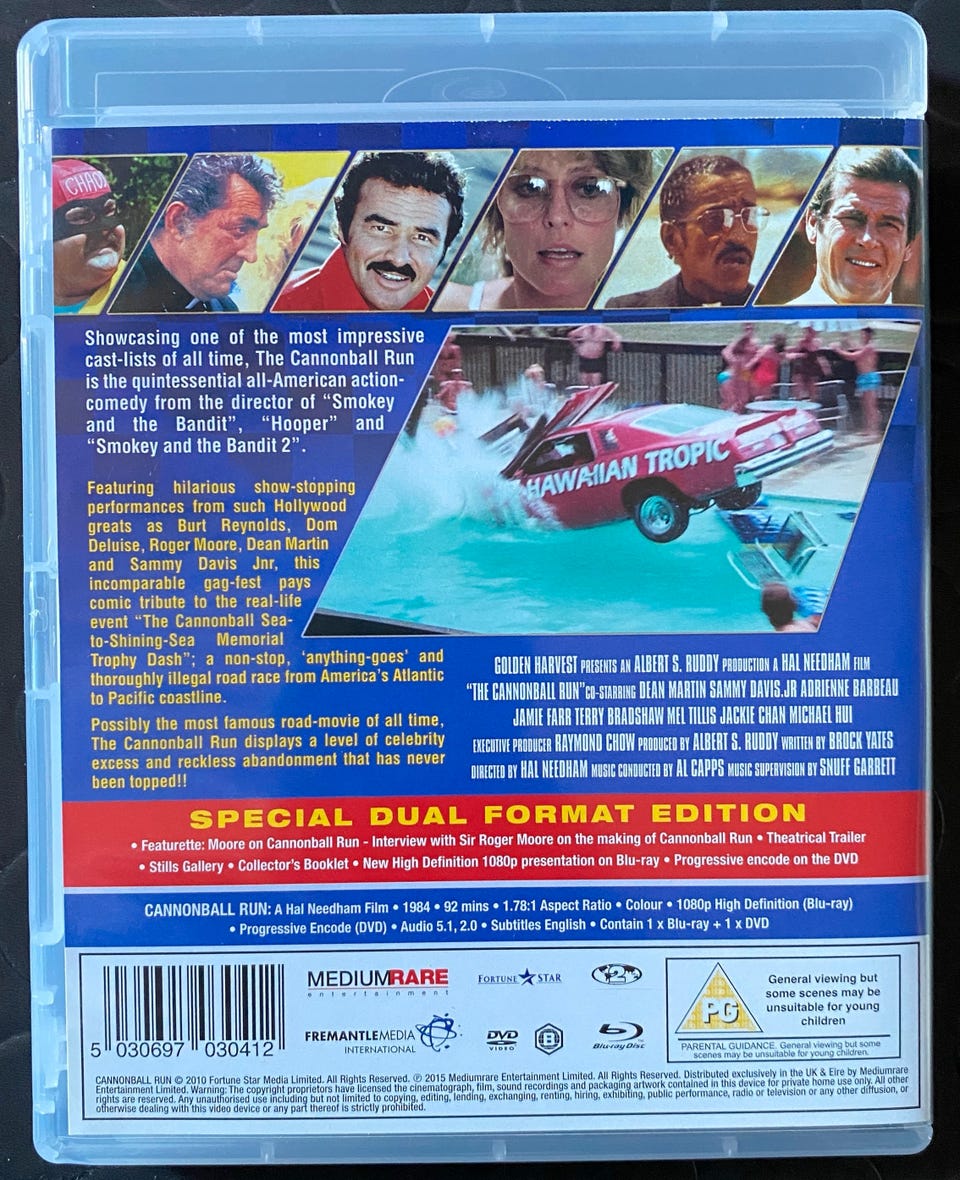 CHAOS
Showcasing one of the most impressive
cast-lists of all time, The Cannonball Run
is the quintessential all-American action-
comedy from the director of “Smokey
and the Bandit”, “Hooper” and
“Smokey and the Bandit 2”.
HAWAIIAN TROPIC
Featuring hilarious show-stopping
performances from such Hollywood
greats as Burt Reynolds, Dom
Deluise, Roger Moore, Dean Martin
and Sammy Davis Jnr, this
incomparable gag-fest pays
comic tribute to the real-life
event “The Cannonball Sea-
to-Shining-Sea Memorial
Trophy Dash”; a non-stop, ‘anything-goes’ and
thoroughly illegal road race from America’s Atlantic
to Pacific coastline.
Possibly the most famous road-movie of all time,
The Cannonball Run displays a level of celebrity
excess and reckless abandonment that has never
been topped!!
GOLDEN HARVEST PRESENTS AN ALBERT S. RUDDY PRODUCTION A HAL NEEDHAM FILM
“THE CANNONBALL RUN” CO-STARRING DEAN MARTIN SAMMY DAVIS.JR ADRIENNE BARBEAU
JAMIE FARR TERRY BRADSHAW MEL TILLIS JACKIE CHAN MICHAEL HUI
EXECUTIVE PRODUCER RAYMOND CHOW PRODUCED BY ALBERT S. RUDDY WRITTEN BY BROCK YATES
DIRECTED BY HAL NEEDHAM MUSIC CONDUCTED BY AL CAPPS MUSIC SUPERVISION BY SNUFF GARRETT
SPECIAL DUAL FORMAT EDITION
• Featurette: Moore on Cannonball Run - Interview with Sir Roger Moore on the making of Cannonball Run • Theatrical Trailer
• Stills Gallery • Collector’s Booklet • New High Definition 1080p presentation on Blu-ray • Progressive encode on the DVD
CANNONBALL RUN: A Hal Needham Film • 1984 • 92 mins • 1.78:1 Aspect Ratio • Colour • 1080p High Definition (Blu-ray)
• Progressive Encode (DVD) • Audio 5.1, 2.0 • Subtitles English • Contain 1 x Blu-ray + 1 x DVD
5 030697 030412
MEDIUMRARE
entertainment
FORTUNE STAR
2
FREMANTLEMEDIA
INTERNATIONAL
DVD
VIDEO
B
Blu-ray Disc
PG
General viewing but
some scenes may be
unsuitable for young
children
PARENTAL GUIDANCE. General viewing but
some scenes may be unsuitable for young children.
CANNONBALL RUN © 2010 Fortune Star Media Limited. All Rights Reserved. ℗ 2015 Mediumrare Entertainment Limited. All Rights Reserved. Distributed exclusively in the UK & Eire by Mediumrare
Entertainment Limited. Warning: The copyright proprietors have licensed the cinematograph, film, sound recordings and packaging artwork contained in this device for private home use only. All other
rights are reserved. Any unauthorised use including but not limited to copying, editing, lending, exchanging, renting, hiring, exhibiting, public performance, radio or television or any other diffusion, or
otherwise dealing with this video device or any part thereof is strictly prohibited.